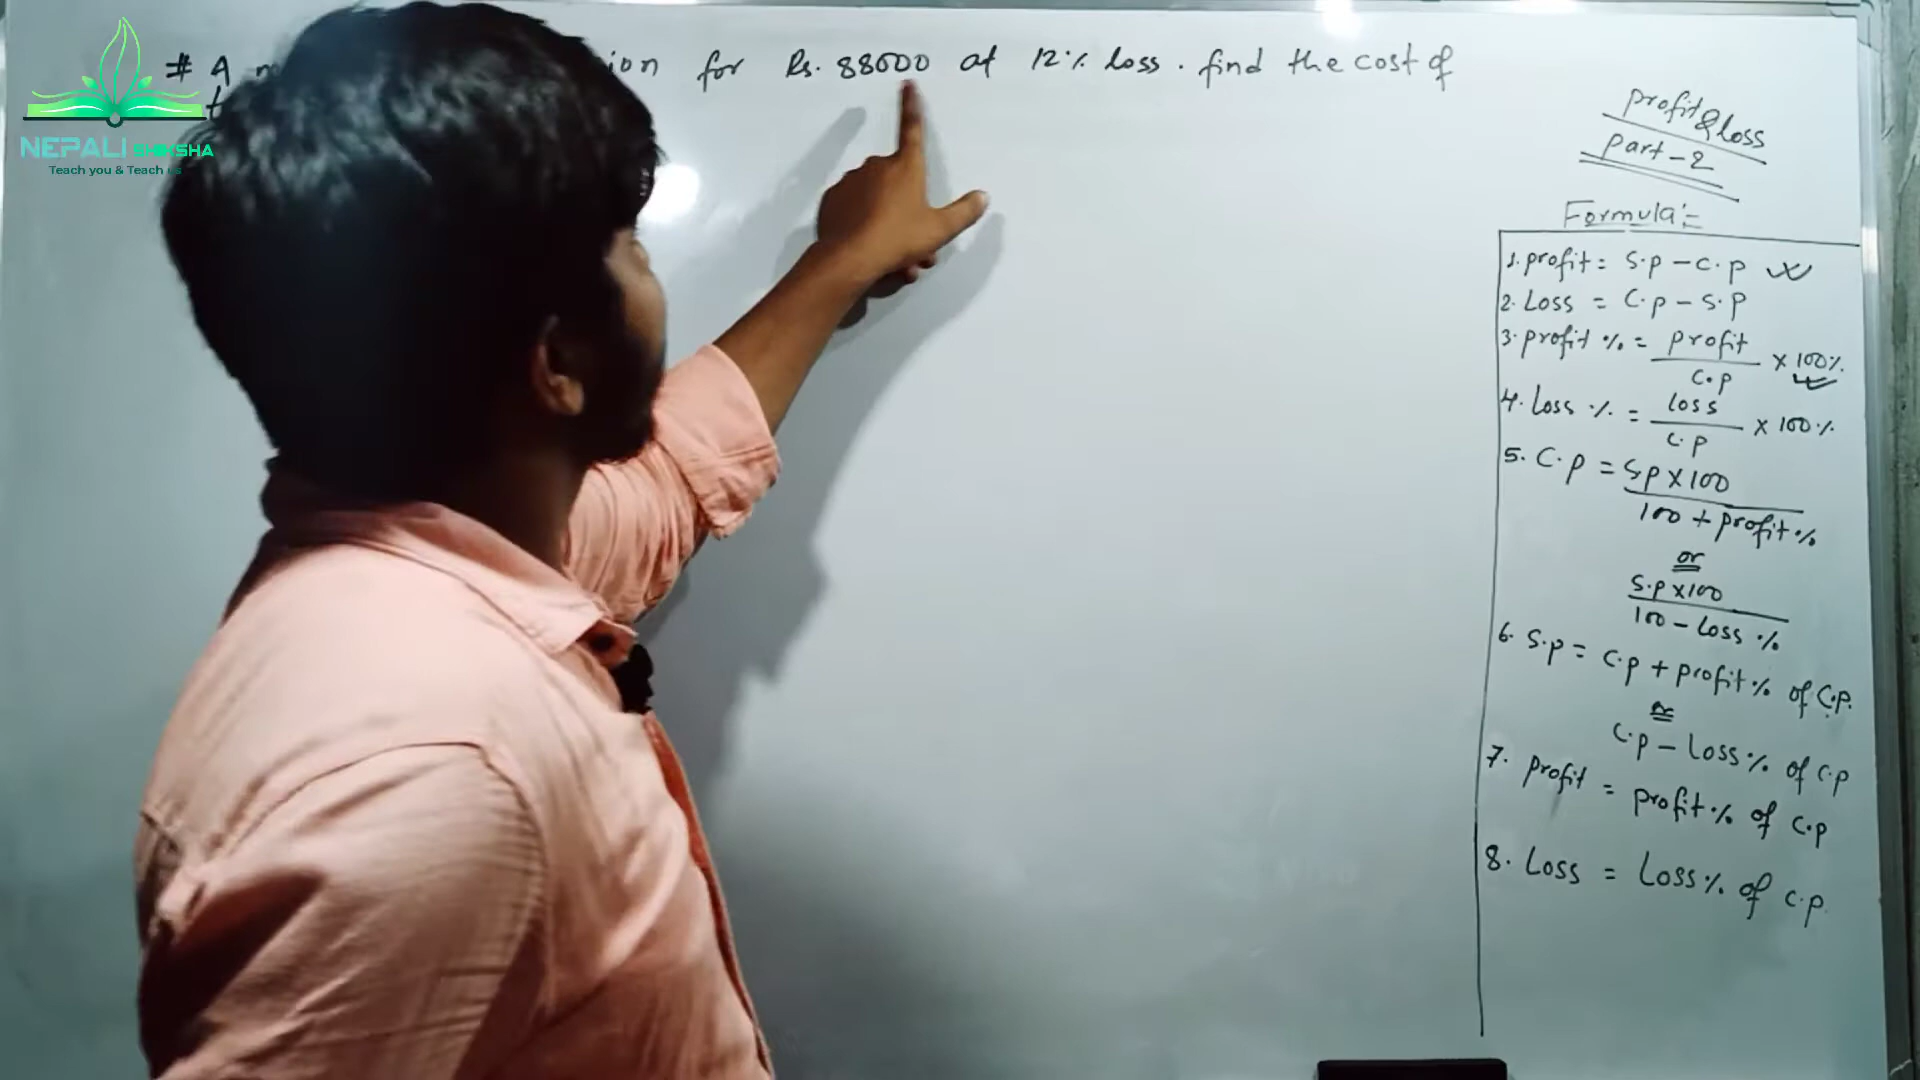 # A for Rs. 88000 at 12% loss. find the cost of
NEPALI SHIKSHA
Teach you & Teach us
profit & Loss
part-2
Formula:-
1. profit = S.p - C.p
2. Loss = C.p - S.p
3. profit % = profit / C.p × 100%
4. Loss % = loss / C.p × 100%
5. C.p = S.p × 100 / 100 + profit %
or
S.p × 100 / 100 - Loss %
6. S.p = C.p + profit % of C.P.
or
C.p - Loss % of C.p
7. profit = profit % of C.p
8. Loss = Loss % of C.p.